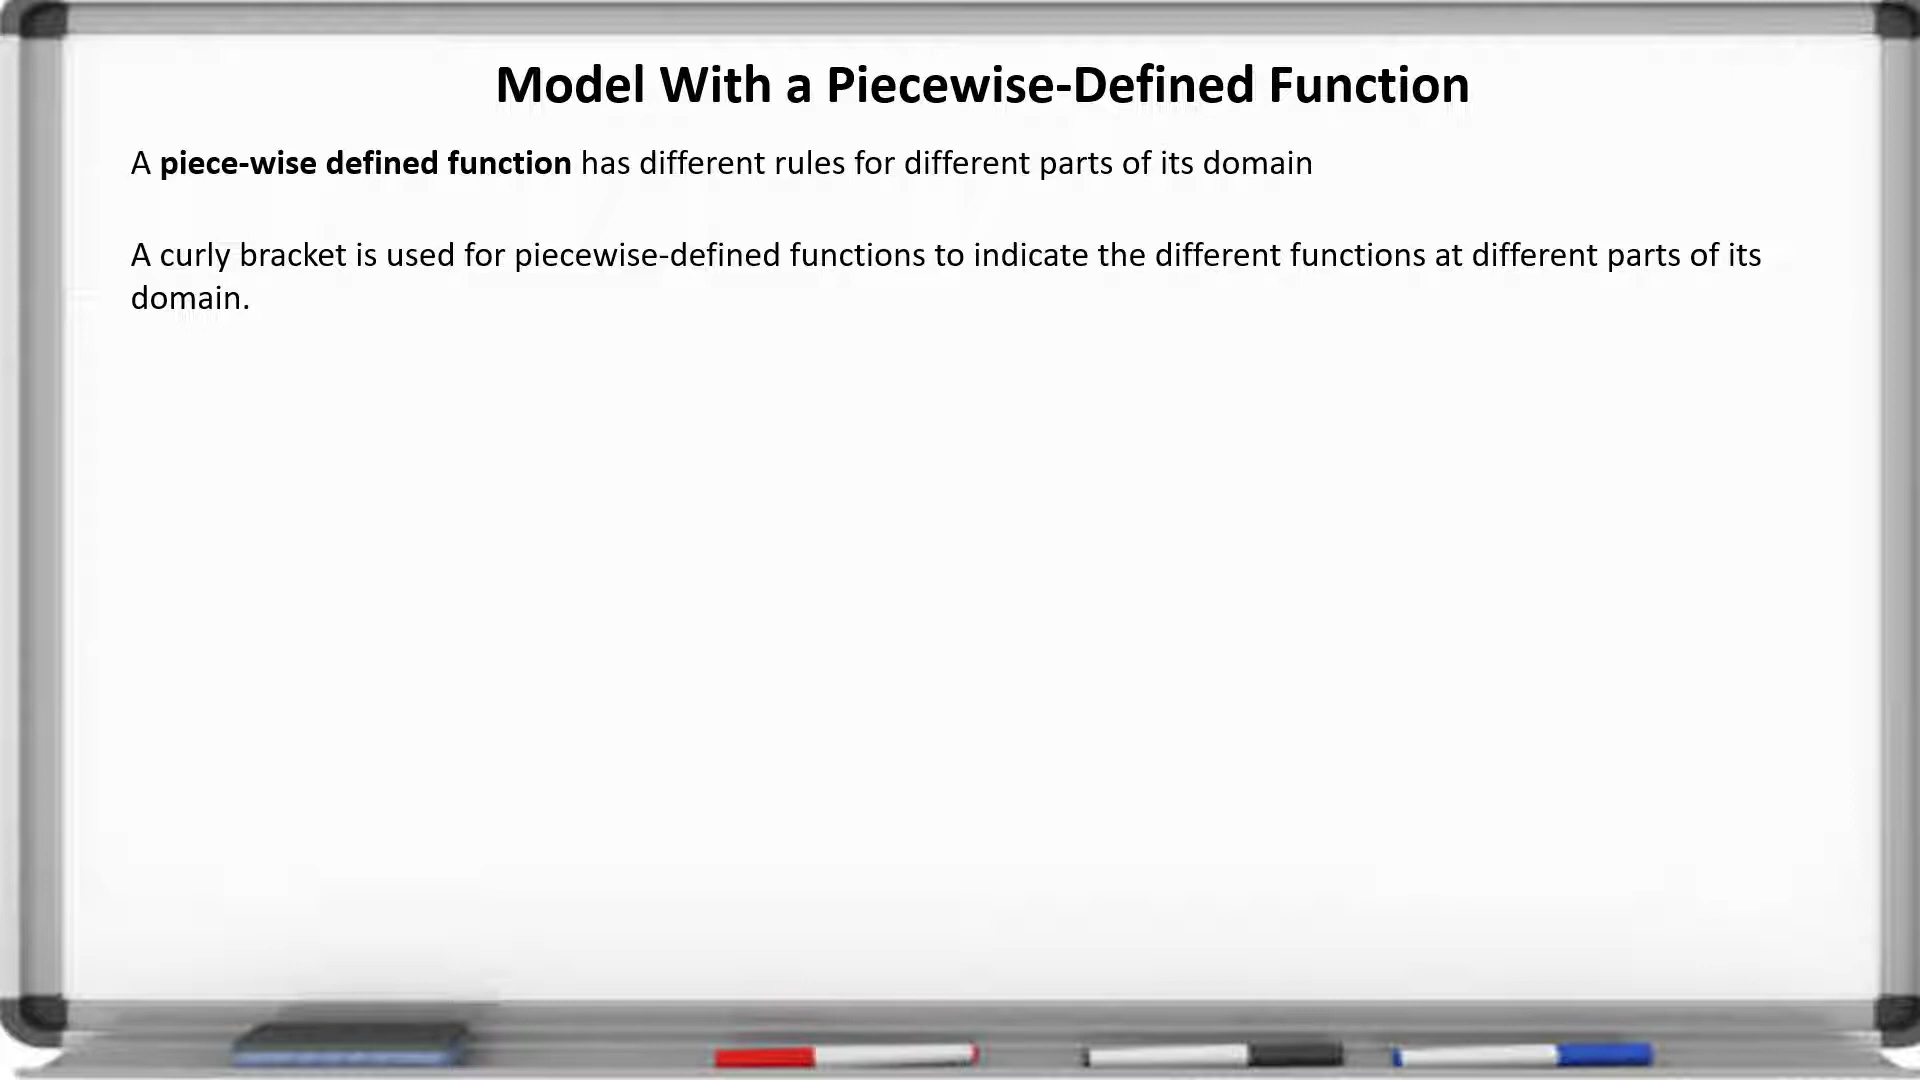 Model With a Piecewise-Defined Function
A piece-wise defined function has different rules for different parts of its domain
A curly bracket is used for piecewise-defined functions to indicate the different functions at different parts of its
domain.